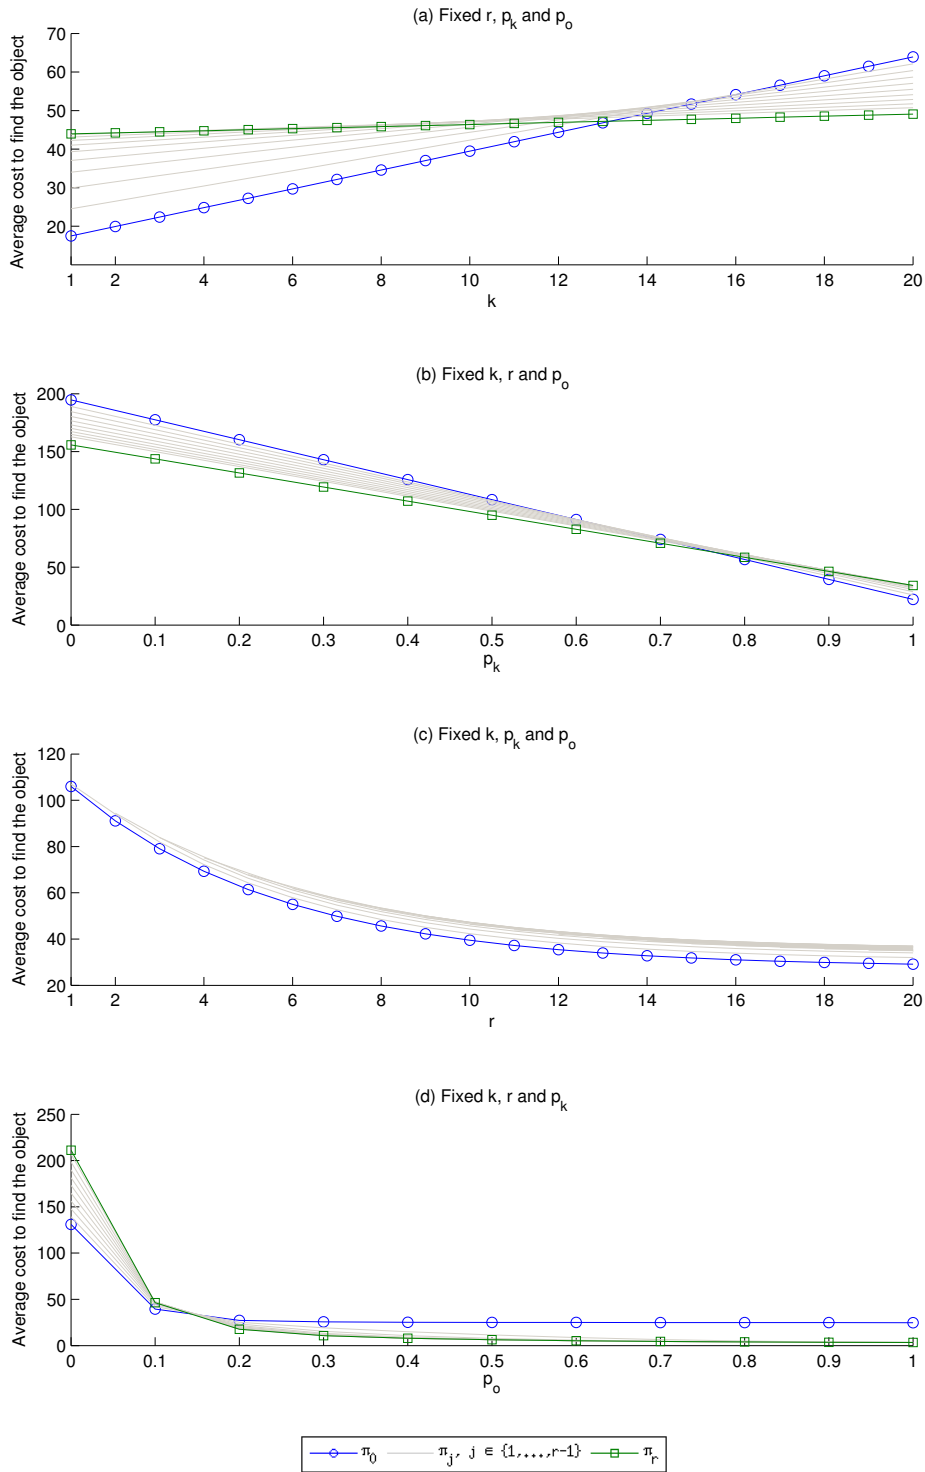 (a) Fixed r, p_k and p_o
Average cost to find the object
70
60
50
40
30
20
1 2 4 6 8 10 12 14 16 18 20
k
(b) Fixed k, r and p_o
Average cost to find the object
200
150
100
50
0
0 0.1 0.2 0.3 0.4 0.5 0.6 0.7 0.8 0.9 1
p_k
(c) Fixed k, p_k and p_o
Average cost to find the object
120
100
80
60
40
20
1 2 4 6 8 10 12 14 16 18 20
r
(d) Fixed k, r and p_k
Average cost to find the object
250
200
150
100
50
0
0 0.1 0.2 0.3 0.4 0.5 0.6 0.7 0.8 0.9 1
p_o
π_0 π_j, j ∈ {1,...,r-1} π_r